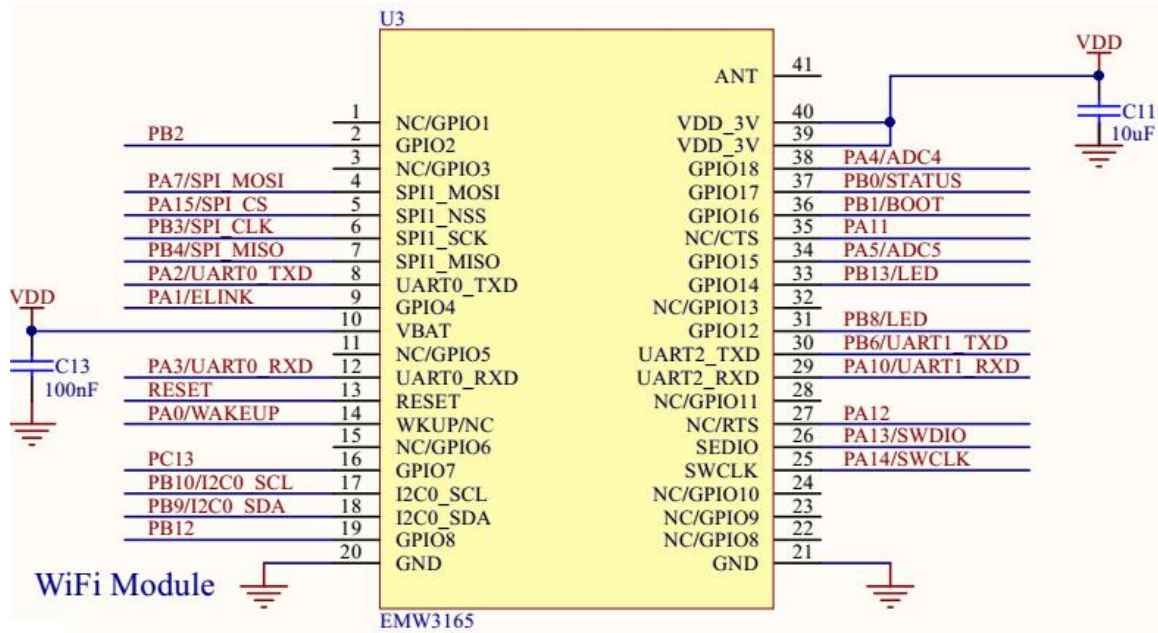 U3
VDD
C11
10uF
ANT 41
1 NC/GPIO1
PB2 2 GPIO2
3 NC/GPIO3
PA7/SPI_MOSI 4 SPI1_MOSI
PA15/SPI_CS 5 SPI1_NSS
PB3/SPI_CLK 6 SPI1_SCK
PB4/SPI_MISO 7 SPI1_MISO
PA2/UART0_TXD 8 UART0_TXD
PA1/ELINK 9 GPIO4
VDD
10 VBAT
11 NC/GPIO5
C13
100nF
PA3/UART0_RXD 12 UART0_RXD
RESET 13 RESET
PA0/WAKEUP 14 WKUP/NC
15 NC/GPIO6
PC13 16 GPIO7
PB10/I2C0_SCL 17 I2C0_SCL
PB9/I2C0_SDA 18 I2C0_SDA
PB12 19 GPIO8
20 GND
VDD_3V 40
VDD_3V 39
GPIO18 38 PA4/ADC4
GPIO17 37 PB0/STATUS
GPIO16 36 PB1/BOOT
NC/CTS 35 PA11
GPIO15 34 PA5/ADC5
GPIO14 33 PB13/LED
NC/GPIO13 32
GPIO12 31 PB8/LED
UART2_TXD 30 PB6/UART1_TXD
UART2_RXD 29 PA10/UART1_RXD
NC/GPIO11 28
NC/RTS 27 PA12
SEDIO 26 PA13/SWDIO
SWCLK 25 PA14/SWCLK
NC/GPIO10 24
NC/GPIO9 23
NC/GPIO8 22
GND 21
WiFi Module
EMW3165